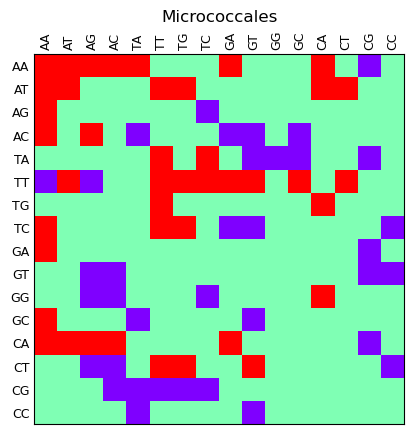 Micrococcales
AA AT AG AC TA TT TG TC GA GT GG GC CA CT CG CC
AA
AT
AG
AC
TA
TT
TG
TC
GA
GT
GG
GC
CA
CT
CG
CC